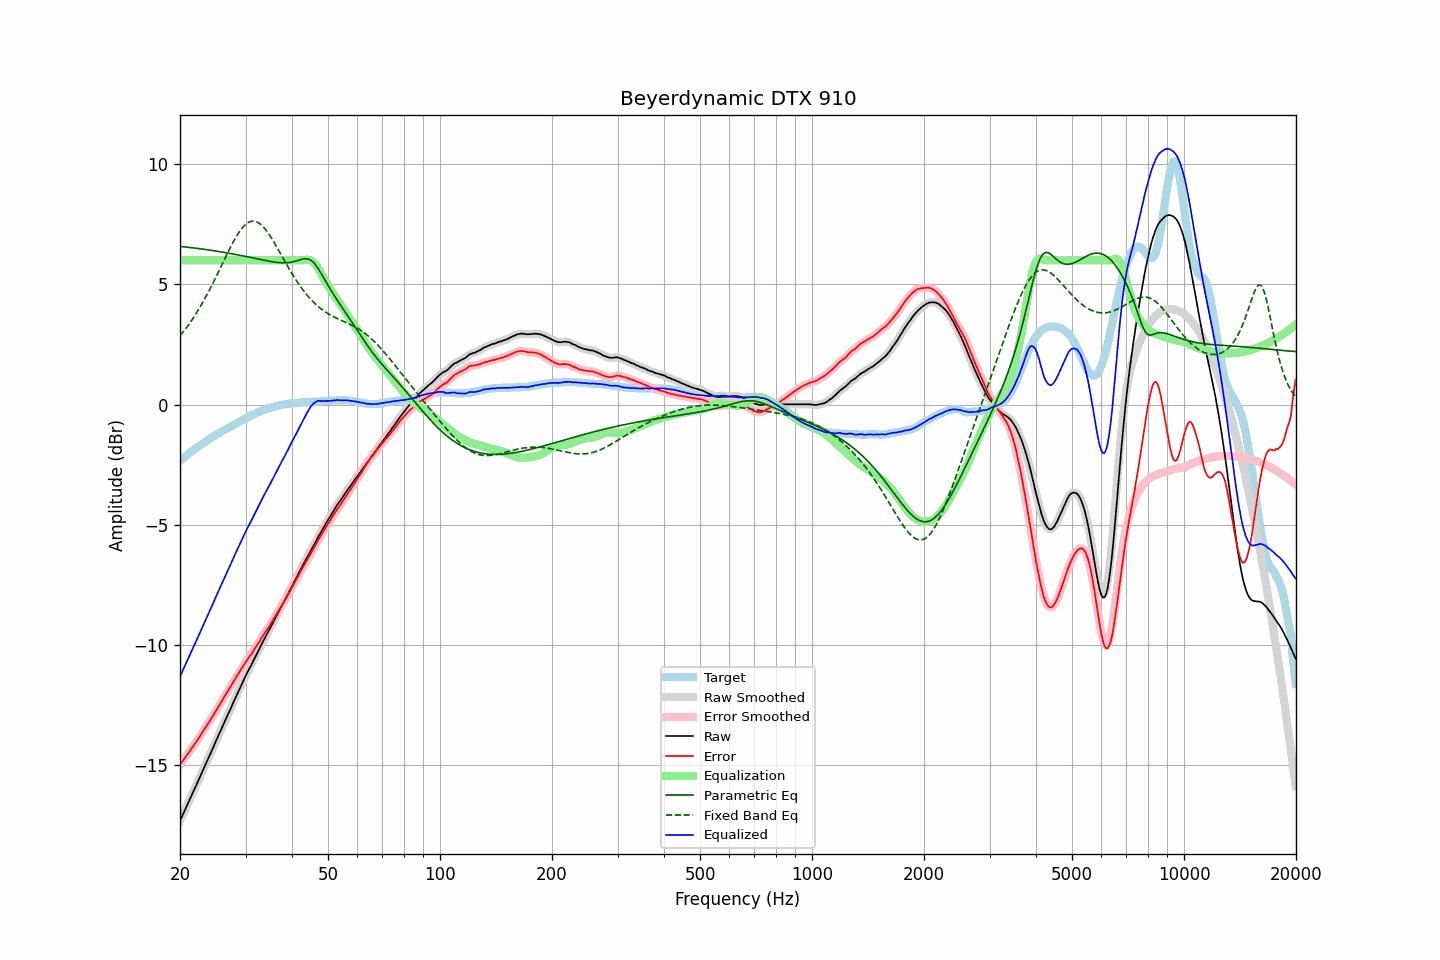 Beyerdynamic DTX 910
Amplitude (dBr)
10
5
0
−5
−10
−15
Target
Raw Smoothed
Error Smoothed
Raw
Error
Equalization
Parametric Eq
Fixed Band Eq
Equalized
20 50 100 200 500 1000 2000 5000 10000 20000
Frequency (Hz)